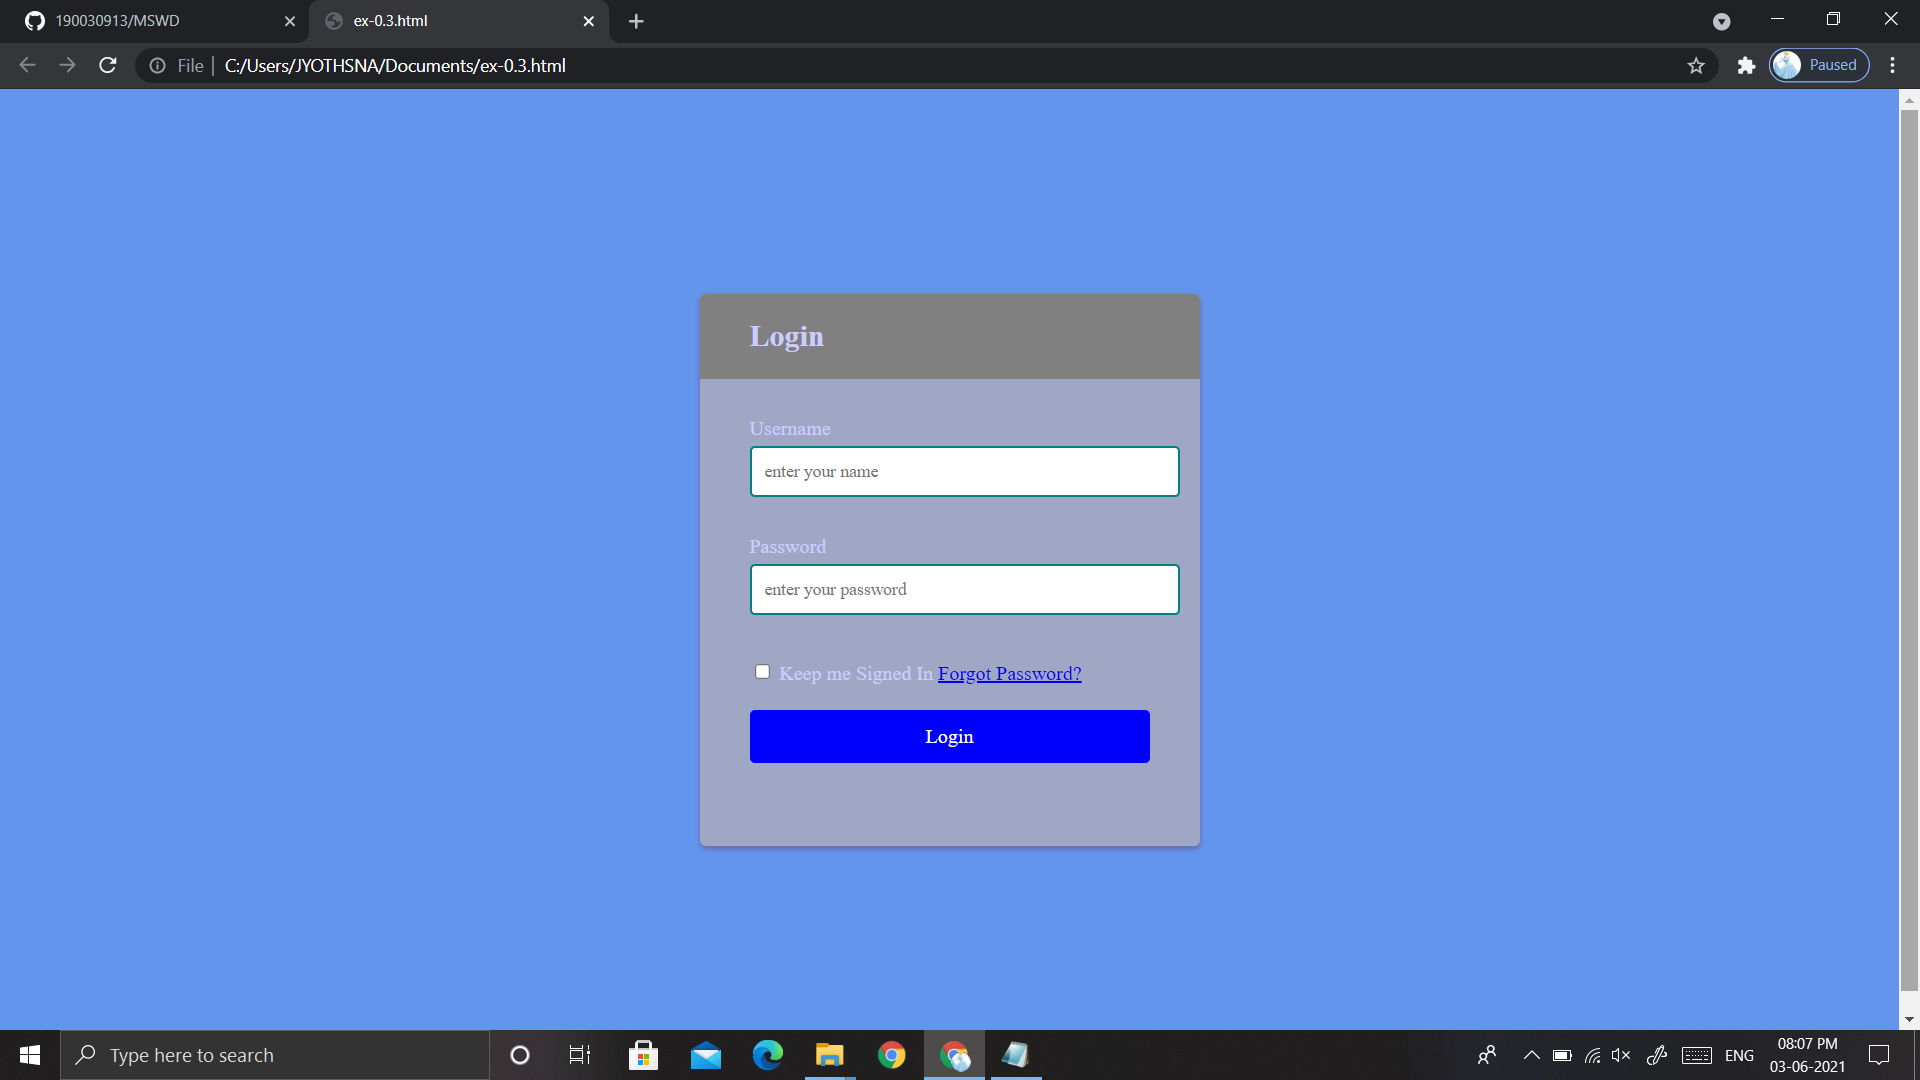 190030913/MSWD
ex-0.3.html
File
C:/Users/JYOTHSNA/Documents/ex-0.3.html
Paused
Login
Username
enter your name
Password
enter your password
Keep me Signed In Forgot Password?
Login
Type here to search
ENG
08:07 PM
03-06-2021